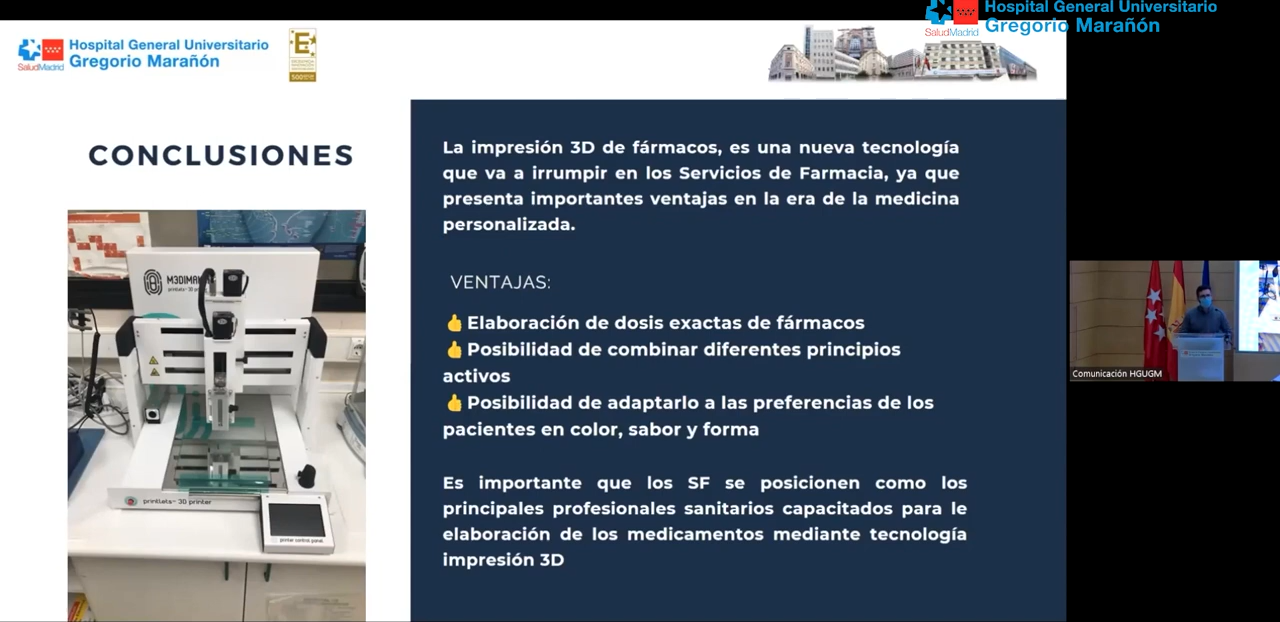 Hospital General Universitario
Gregorio Marañón
SaludMadrid
Hospital General Universitario
Gregorio Marañón
SaludMadrid
E
500
CONCLUSIONES
M3DIMA
printlets~ 3D printer
printer control panel
La impresión 3D de fármacos, es una nueva tecnología
que va a irrumpir en los Servicios de Farmacia, ya que
presenta importantes ventajas en la era de la medicina
personalizada.
VENTAJAS:
👍Elaboración de dosis exactas de fármacos
👍Posibilidad de combinar diferentes principios
activos
👍Posibilidad de adaptarlo a las preferencias de los
pacientes en color, sabor y forma
Es importante que los SF se posicionen como los
principales profesionales sanitarios capacitados para le
elaboración de los medicamentos mediante tecnología
impresión 3D
Comunicación HGUGM